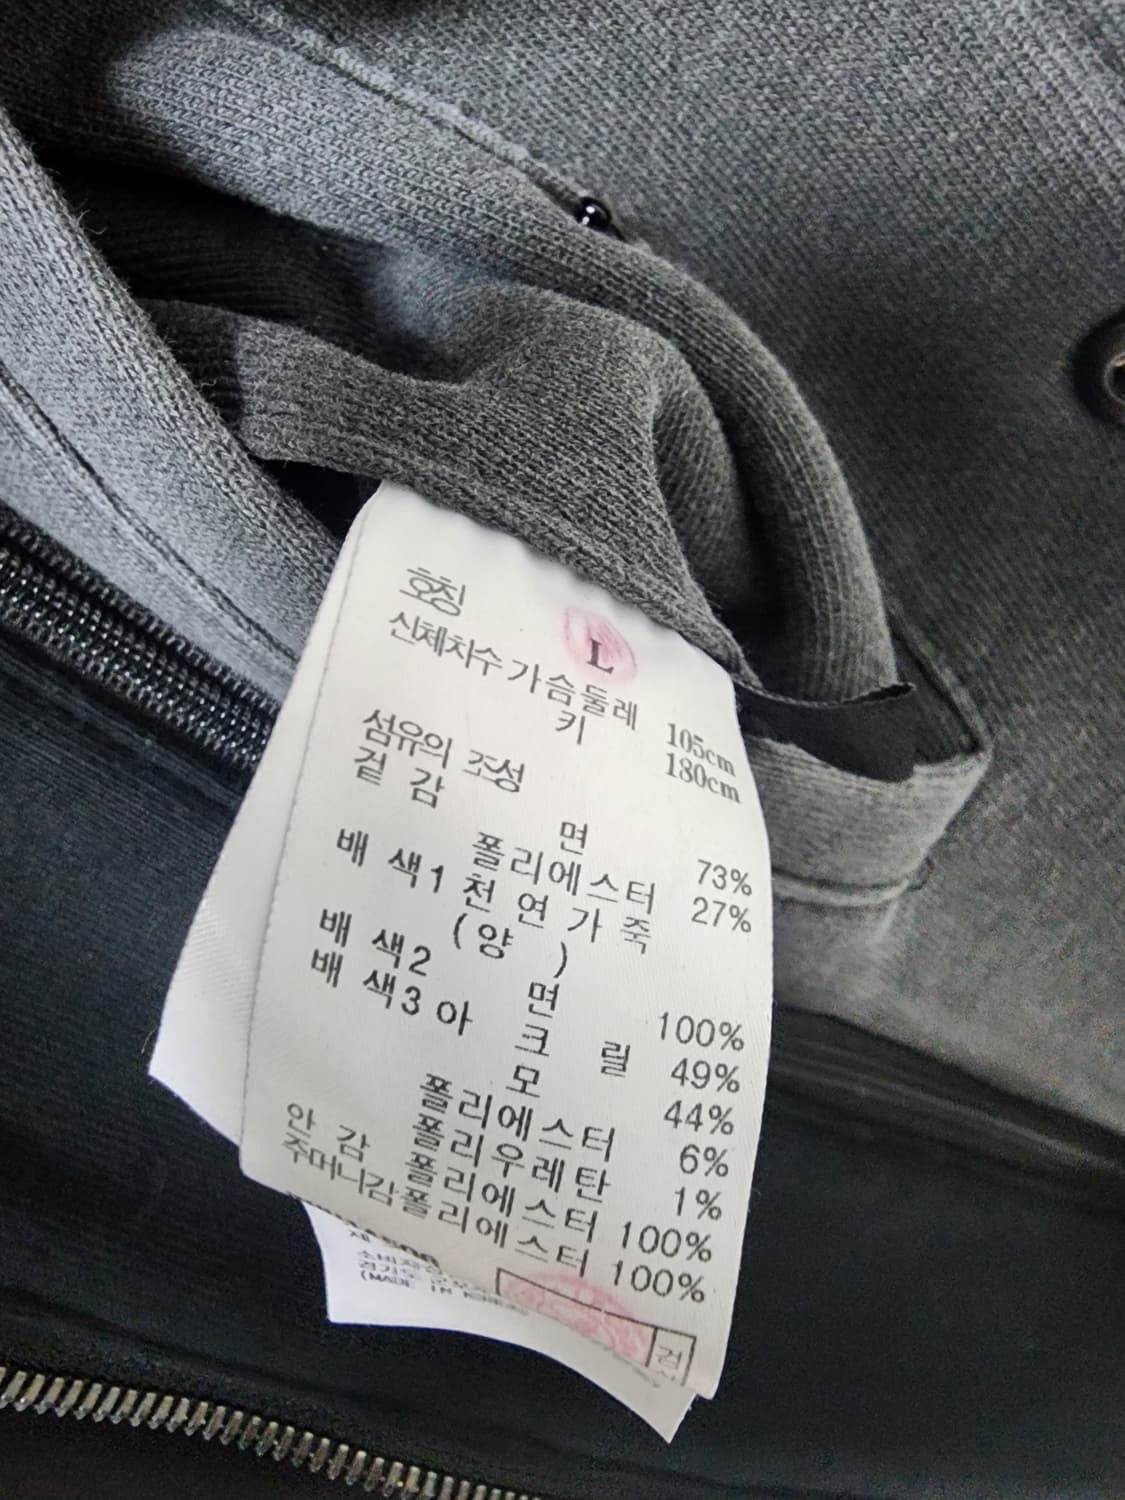 호칭 L
신체치수 가슴둘레 105cm
키 180cm
섬유의 조성
겉 감 면 73%
폴리에스터 27%
배 색1 천 연 가 죽
(양 )
배 색2 면 100%
배 색3 아 크 릴 49%
모 44%
폴리에스터 6%
폴리우레탄 1%
안 감 폴리에스터 100%
주머니감폴리에스터 100%
검
(MADE IN KOREA)